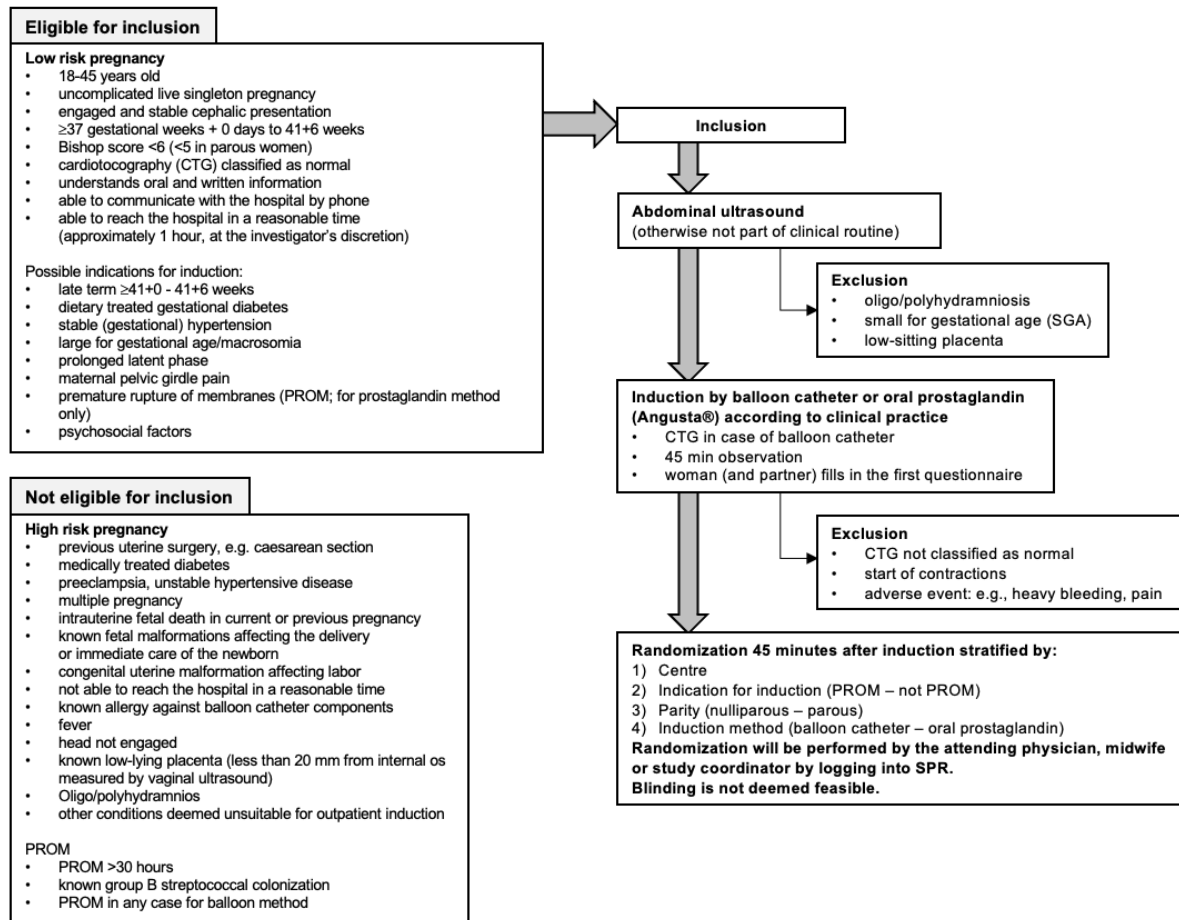 Eligible for inclusion
Low risk pregnancy
• 18-45 years old
• uncomplicated live singleton pregnancy
• engaged and stable cephalic presentation
• ≥37 gestational weeks + 0 days to 41+6 weeks
• Bishop score <6 (<5 in parous women)
• cardiotocography (CTG) classified as normal
• understands oral and written information
• able to communicate with the hospital by phone
• able to reach the hospital in a reasonable time
(approximately 1 hour, at the investigator's discretion)
Possible indications for induction:
• late term ≥41+0 - 41+6 weeks
• dietary treated gestational diabetes
• stable (gestational) hypertension
• large for gestational age/macrosomia
• prolonged latent phase
• maternal pelvic girdle pain
• premature rupture of membranes (PROM; for prostaglandin method
only)
• psychosocial factors
Not eligible for inclusion
High risk pregnancy
• previous uterine surgery, e.g. caesarean section
• medically treated diabetes
• preeclampsia, unstable hypertensive disease
• multiple pregnancy
• intrauterine fetal death in current or previous pregnancy
• known fetal malformations affecting the delivery
or immediate care of the newborn
• congenital uterine malformation affecting labor
• not able to reach the hospital in a reasonable time
• known allergy against balloon catheter components
• fever
• head not engaged
• known low-lying placenta (less than 20 mm from internal os
measured by vaginal ultrasound)
• Oligo/polyhydramnios
• other conditions deemed unsuitable for outpatient induction
PROM
• PROM >30 hours
• known group B streptococcal colonization
• PROM in any case for balloon method
Inclusion
Abdominal ultrasound
(otherwise not part of clinical routine)
Exclusion
• oligo/polyhydramniosis
• small for gestational age (SGA)
• low-sitting placenta
Induction by balloon catheter or oral prostaglandin
(Angusta®) according to clinical practice
• CTG in case of balloon catheter
• 45 min observation
• woman (and partner) fills in the first questionnaire
Exclusion
• CTG not classified as normal
• start of contractions
• adverse event: e.g., heavy bleeding, pain
Randomization 45 minutes after induction stratified by:
1) Centre
2) Indication for induction (PROM – not PROM)
3) Parity (nulliparous – parous)
4) Induction method (balloon catheter – oral prostaglandin)
Randomization will be performed by the attending physician, midwife
or study coordinator by logging into SPR.
Blinding is not deemed feasible.